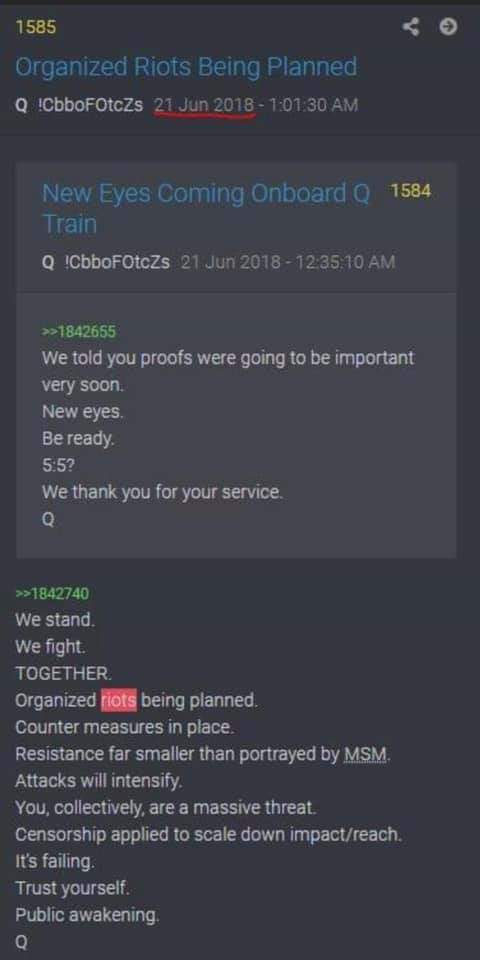 1585
Organized Riots Being Planned
Q !CbboFOtcZs 21 Jun 2018 - 1:01:30 AM
New Eyes Coming Onboard Q 1584
Train
Q !CbboFOtcZs 21 Jun 2018 - 12:35:10 AM
>>1842655
We told you proofs were going to be important
very soon.
New eyes.
Be ready.
5:5?
We thank you for your service.
Q
>>1842740
We stand.
We fight.
TOGETHER.
Organized riots being planned.
Counter measures in place.
Resistance far smaller than portrayed by MSM.
Attacks will intensify.
You, collectively, are a massive threat.
Censorship applied to scale down impact/reach.
It's failing.
Trust yourself.
Public awakening.
Q